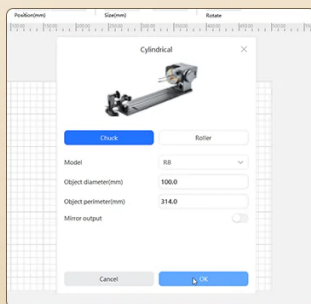 Position(mm) Size(mm) Rotate
Cylindrical
Chuck Roller
Model RB
Object diameter(mm) 100.0
Object perimeter(mm) 314.0
Mirror output
Cancel OK